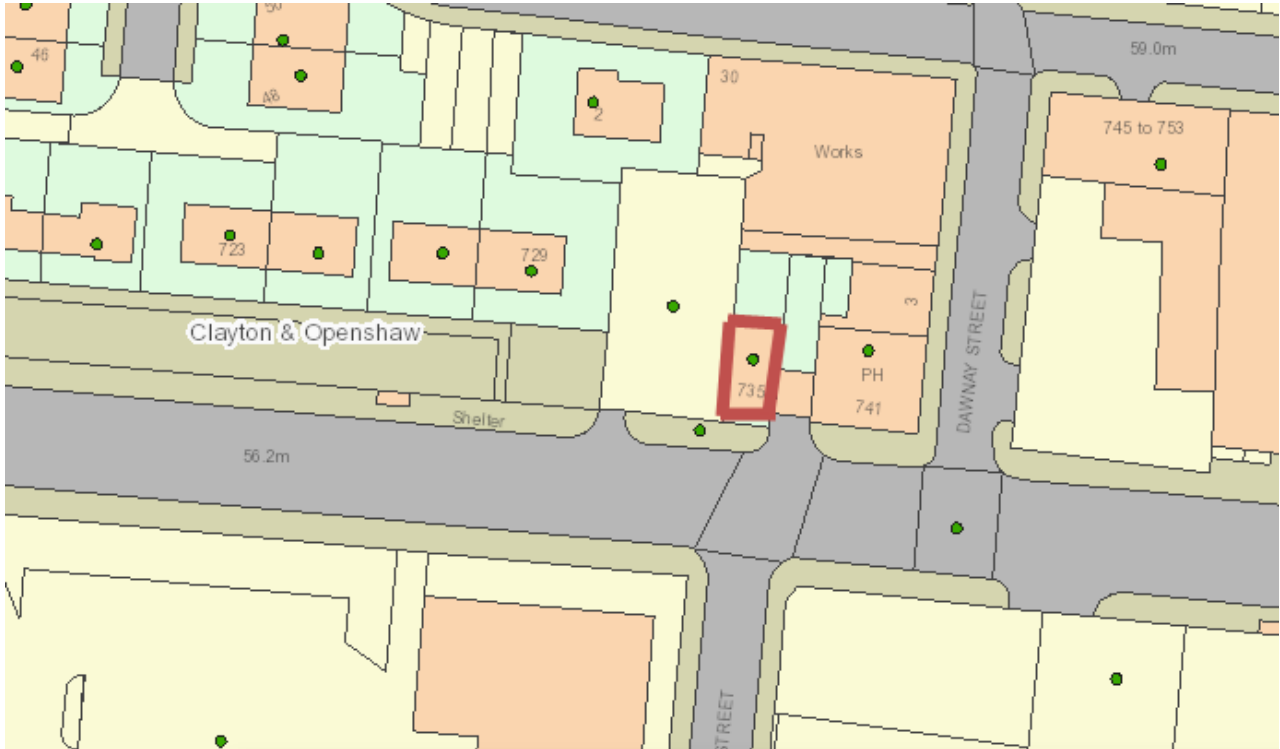 50
46
48
2
30
Works
59.0m
745 to 753
723
729
Clayton & Openshaw
3
DAWNAY STREET
735
PH
741
Shelter
56.2m
STREET